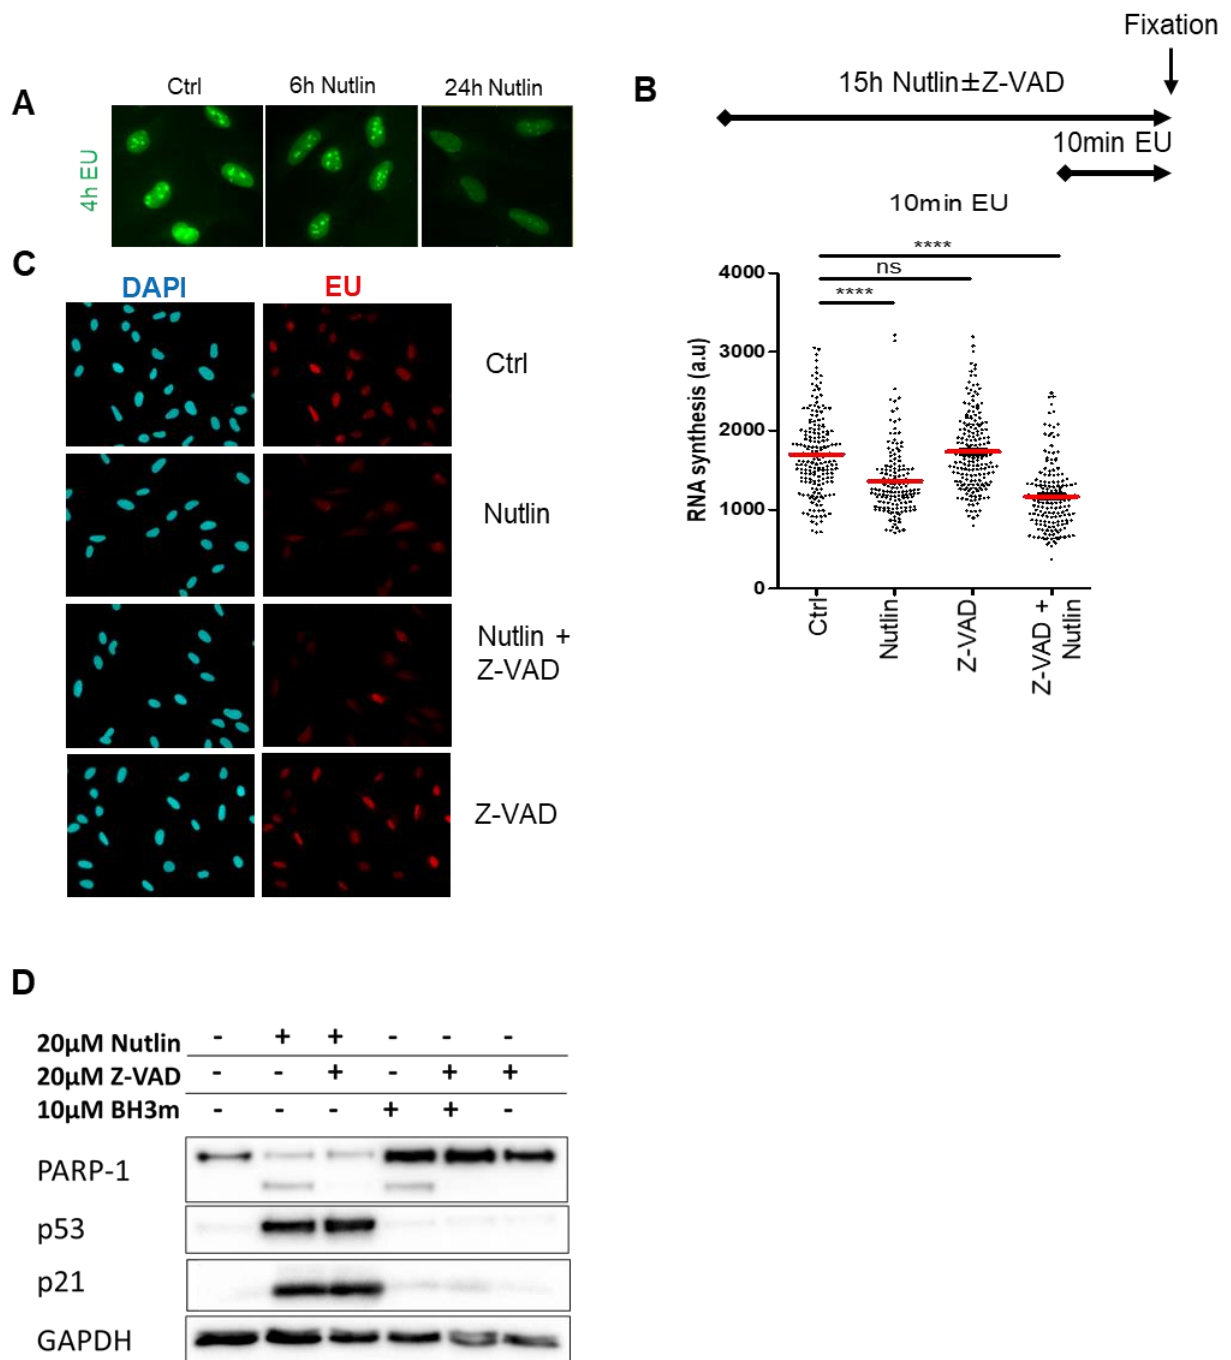 A
Ctrl
6h Nutlin
24h Nutlin
4h EU
B
Fixation
15h Nutlin±Z-VAD
10min EU
10min EU
****
ns
****
RNA synthesis (a.u)
4000
3000
2000
1000
0
Ctrl
Nutlin
Z-VAD
Z-VAD +
Nutlin
C
DAPI
EU
Ctrl
Nutlin
Nutlin +
Z-VAD
Z-VAD
D
20µM Nutlin - + + - - -
20µM Z-VAD - - + - + +
10µM BH3m - - - + + -
PARP-1
p53
p21
GAPDH